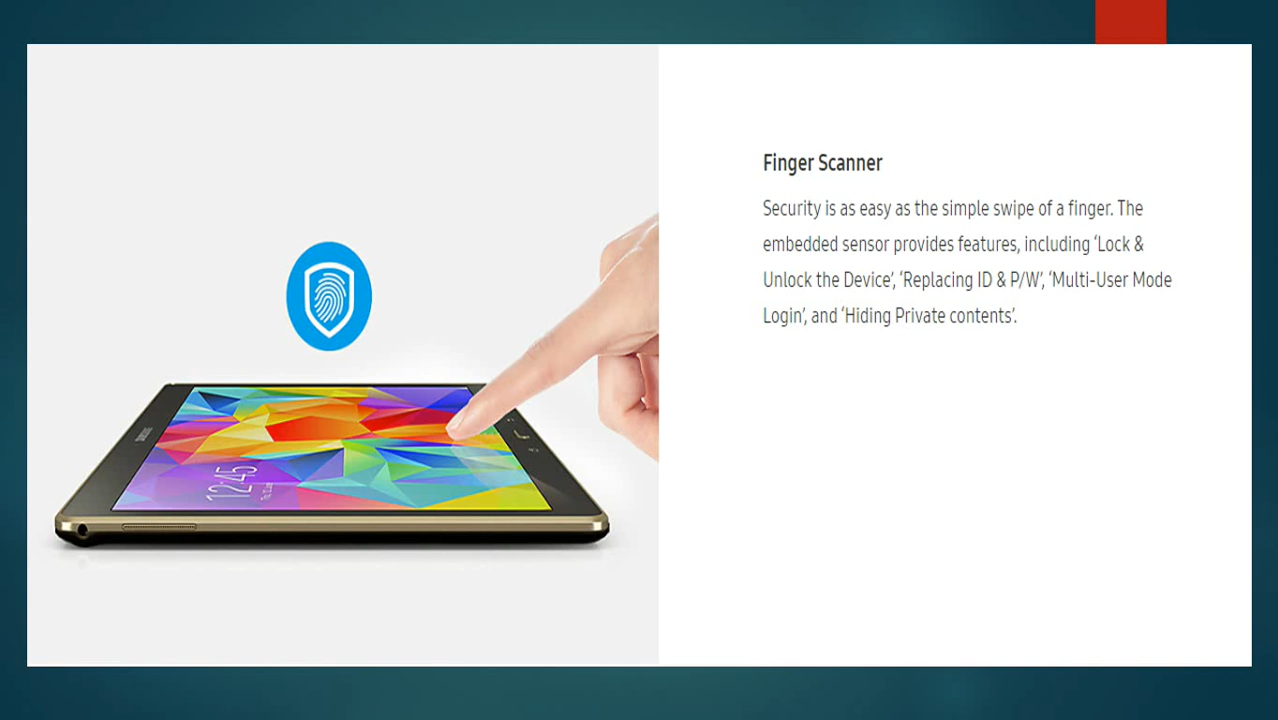 Finger Scanner
Security is as easy as the simple swipe of a finger. The
embedded sensor provides features, including ‘Lock &
Unlock the Device’, ‘Replacing ID & P/W’, ‘Multi-User Mode
Login’, and ‘Hiding Private contents’.
SAMSUNG
12:45